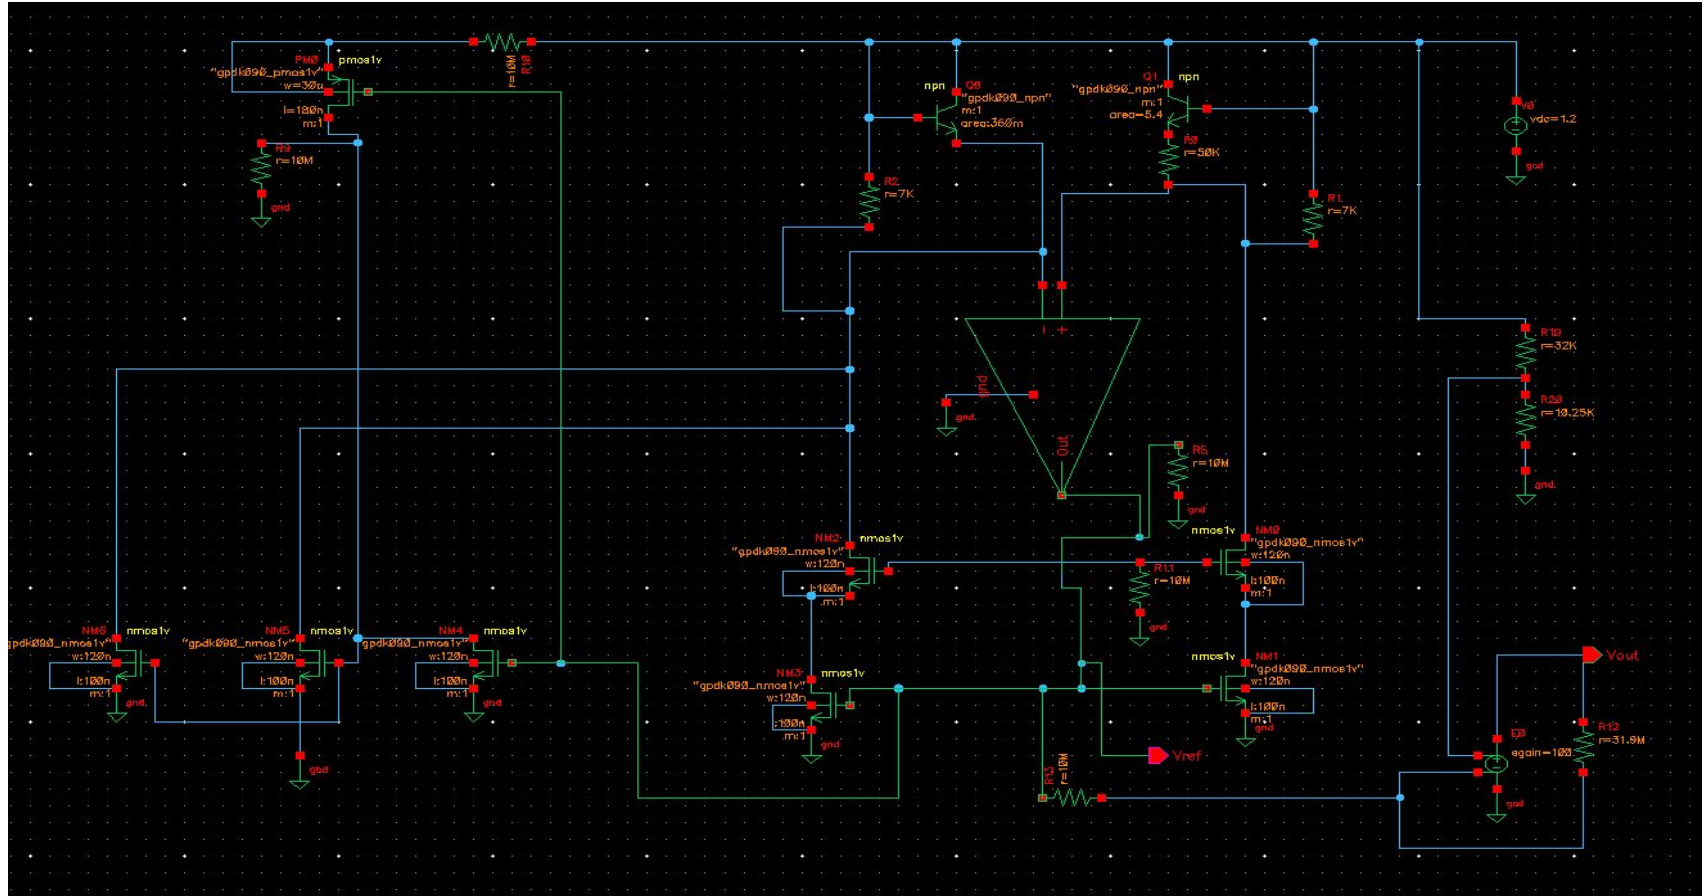 PM0
pmos1v
"gpdk090_pmos1v"
w=30u
l=180n
m:1
R9
r=10M
gnd
R10
r=10M
npn
Q0
"gpdk090_npn"
m:1
area:360m
R2
r=7K
Q1
npn
"gpdk090_npn"
m:1
area=5.4
R0
r=50K
R1
r=7K
V0
vdc=1.2
gnd
R19
r=32K
R20
r=10.25K
gnd
- +
gnd
gnd
Out
R5
r=10M
gnd
NM2
nmos1v
"gpdk090_nmos1v"
w:120n
l:100n
m:1
R11
r=10M
gnd
nmos1v
NM0
"gpdk090_nmos1v"
w:120n
l:100n
m:1
NM6
nmos1v
gpdk090_nmos1v"
w:120n
l:100n
m:1
gnd
NM5
nmos1v
"gpdk090_nmos1v"
w:120n
l:100n
m:1
gnd
NM4
nmos1v
"gpdk090_nmos1v"
w:120n
l:100n
m:1
gnd
NM3
nmos1v
"gpdk090_nmos1v"
w:120n
l:100n
m:1
gnd
nmos1v
NM1
"gpdk090_nmos1v"
w:120n
l:100n
m:1
gnd
Vref
R13
r=10M
Vout
E0
egain=100
gnd
R12
r=31.9M